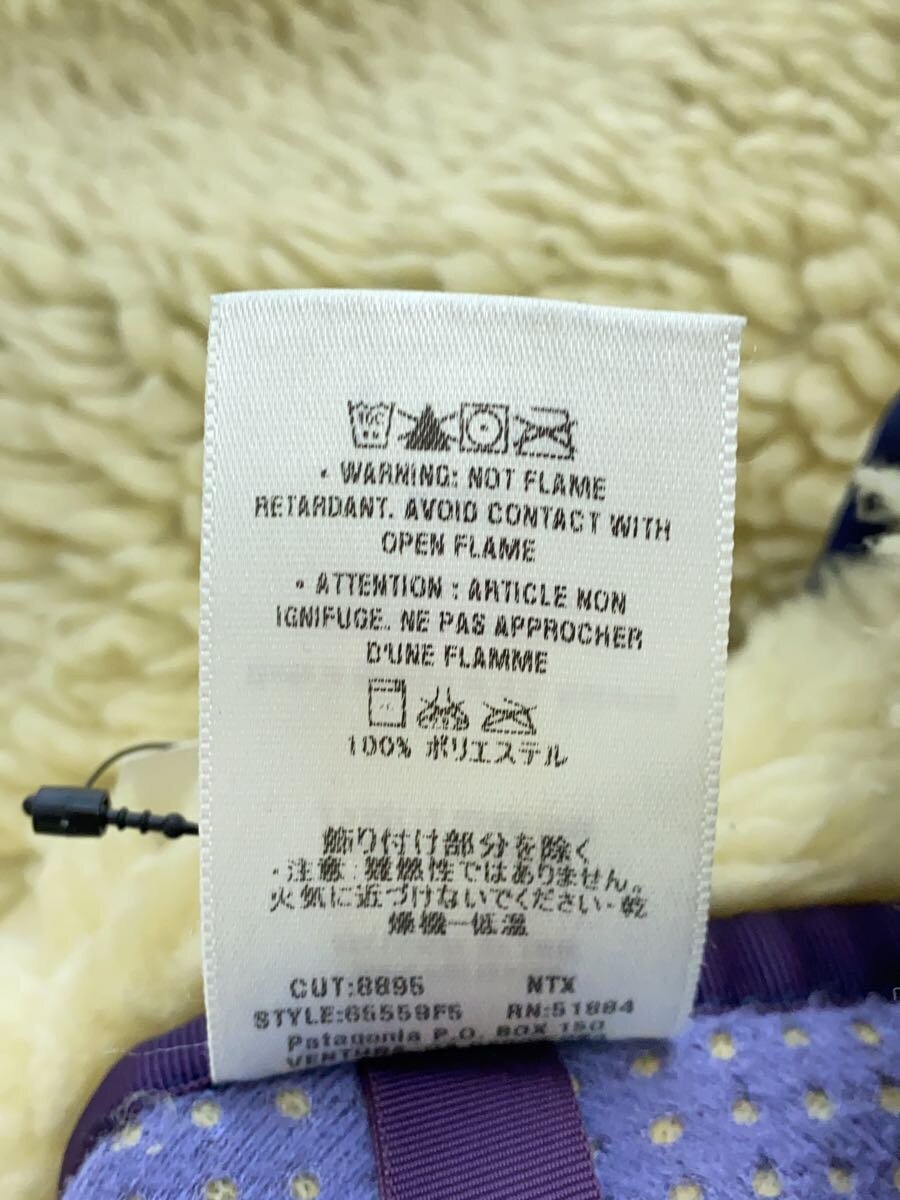 • WARNING: NOT FLAME
RETARDANT. AVOID CONTACT WITH
OPEN FLAME
• ATTENTION : ARTICLE NON
IGNIFUGE. NE PAS APPROCHER
D'UNE FLAMME
100% ポリエステル
飾り付け部分を除く
・注意：難燃性ではありません。
火気に近づけないでください・乾
燥機一低温
CUT:8895 NTX
STYLE:65559F5 RN:51884
Patagonia P.O. BOX 150